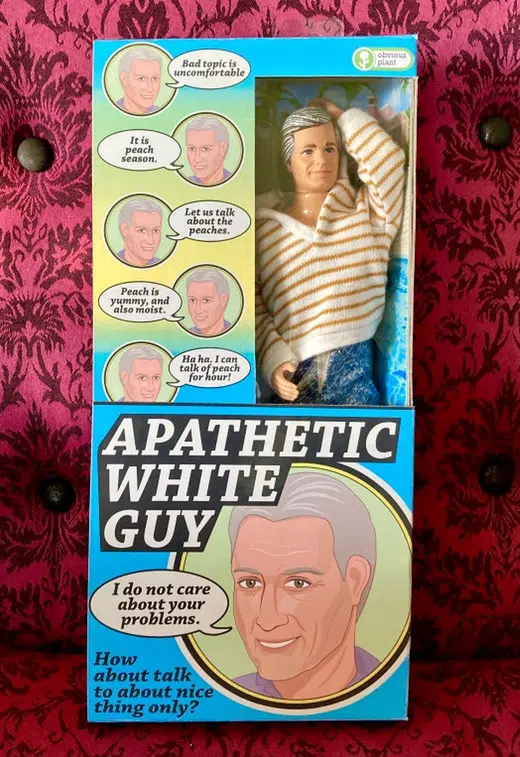 obvious
plant
Bad topic is
uncomfortable
It is
peach
season.
Let us talk
about the
peaches.
Peach is
yummy, and
also moist.
Ha ha. I can
talk of peach
for hour!
APATHETIC
WHITE
GUY
I do not care
about your
problems.
How
about talk
to about nice
thing only?